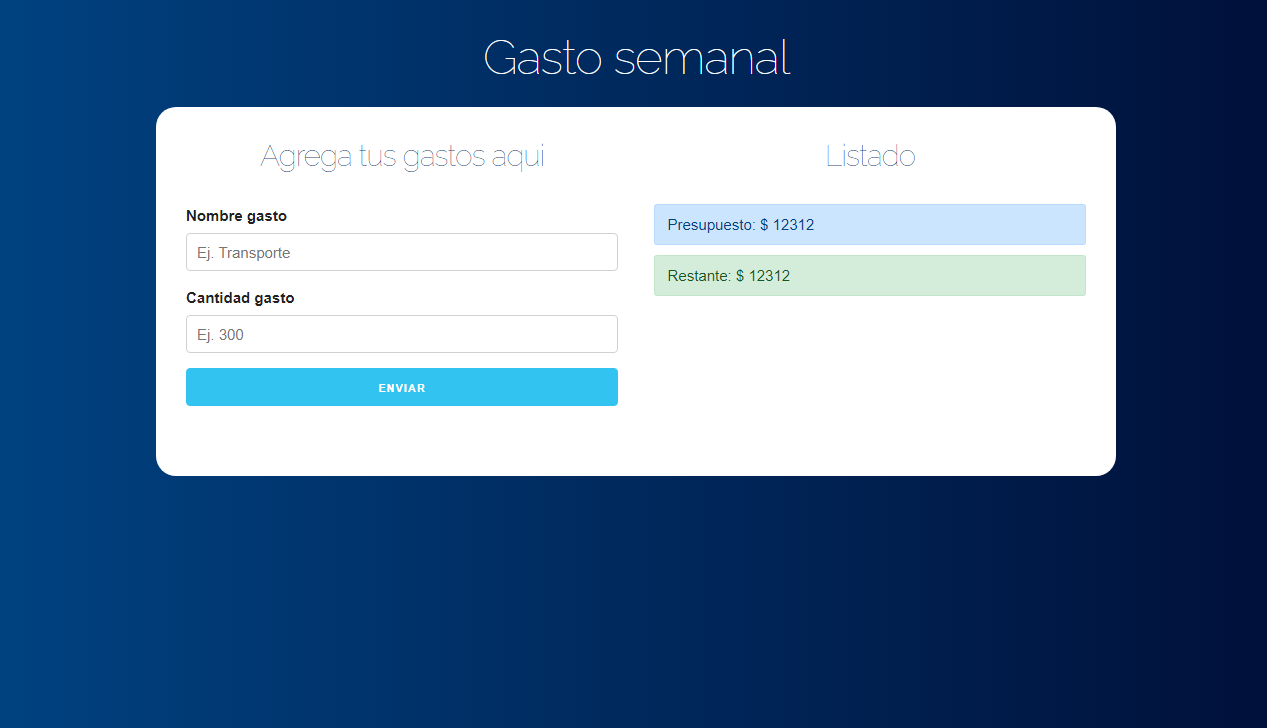 Gasto semanal
Agrega tus gastos aqui
Nombre gasto
Ej. Transporte
Cantidad gasto
Ej. 300
ENVIAR
Listado
Presupuesto: $ 12312
Restante: $ 12312